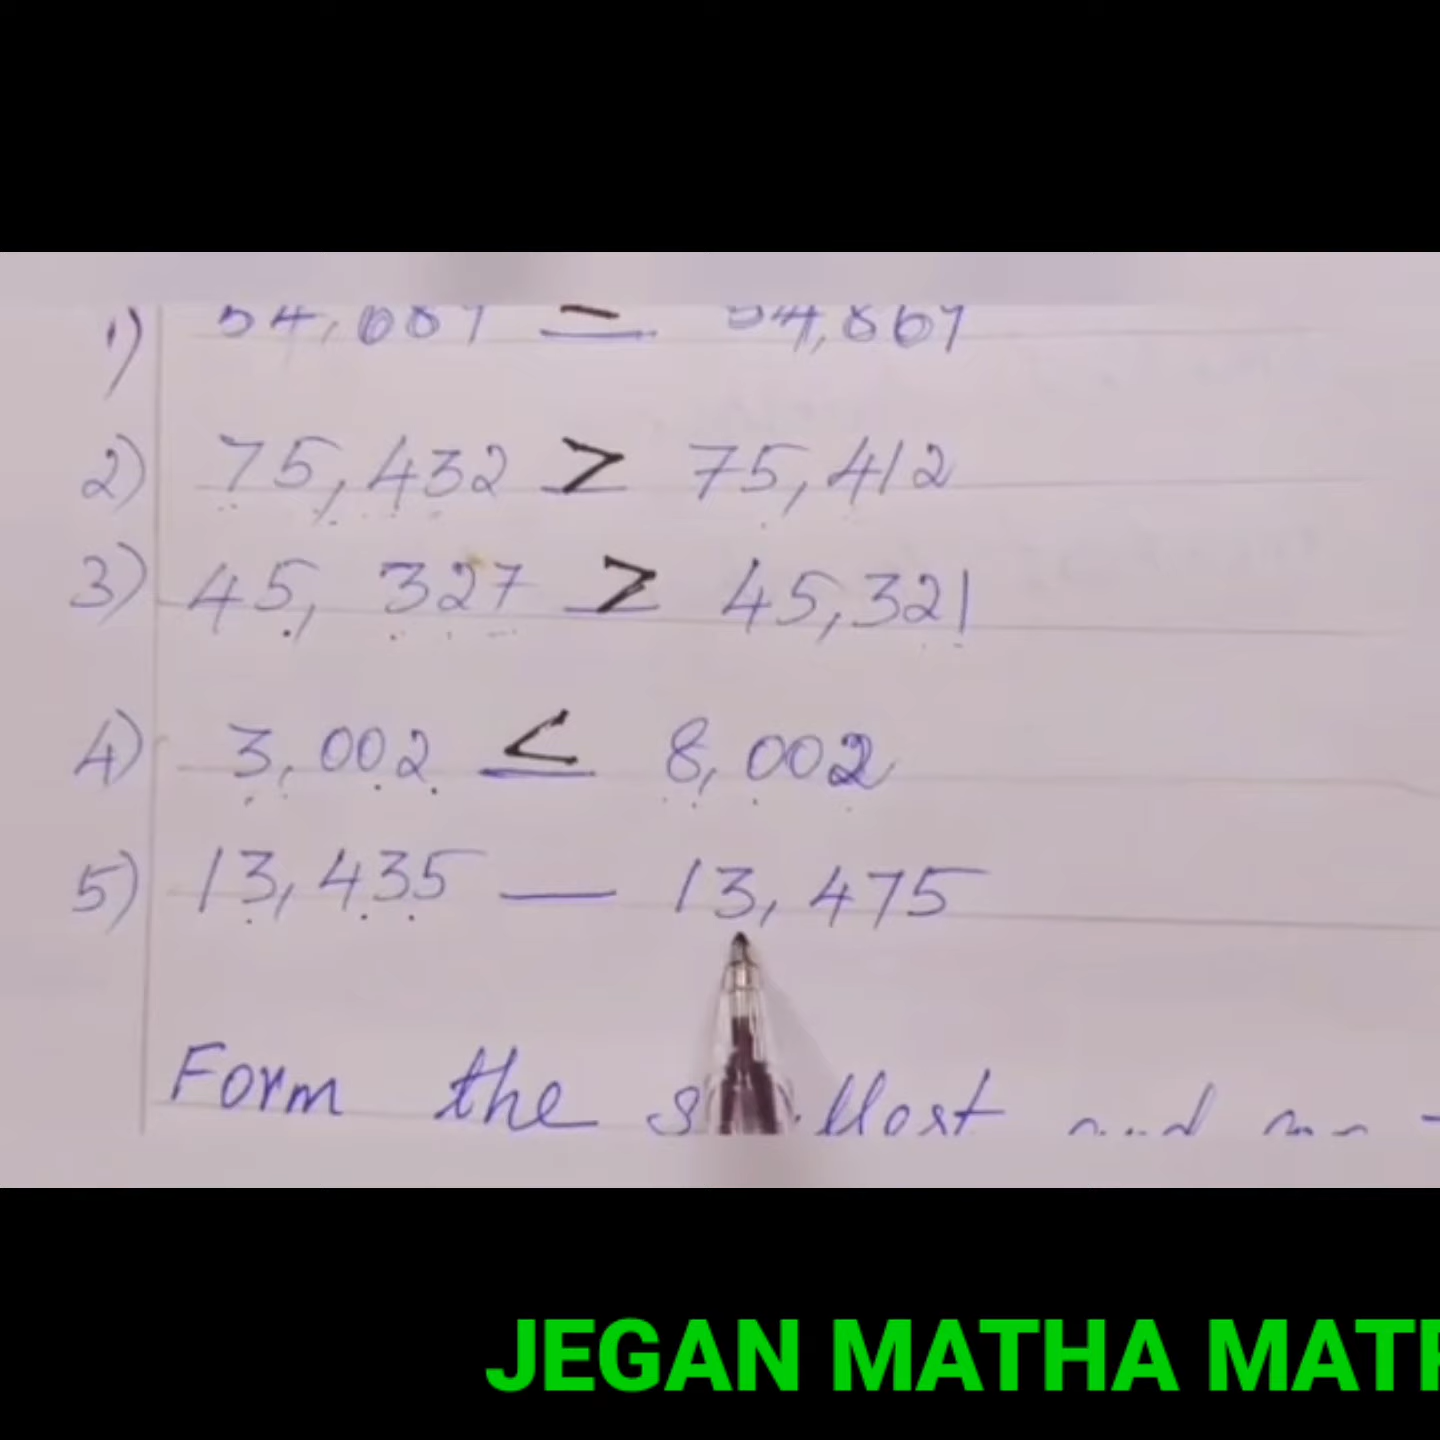 1)
2) 75,432 > 75,412
3) 45, 327 > 45,321
4) 3,002 < 8,002
5) 13,435 — 13,475
Form the
JEGAN MATHA